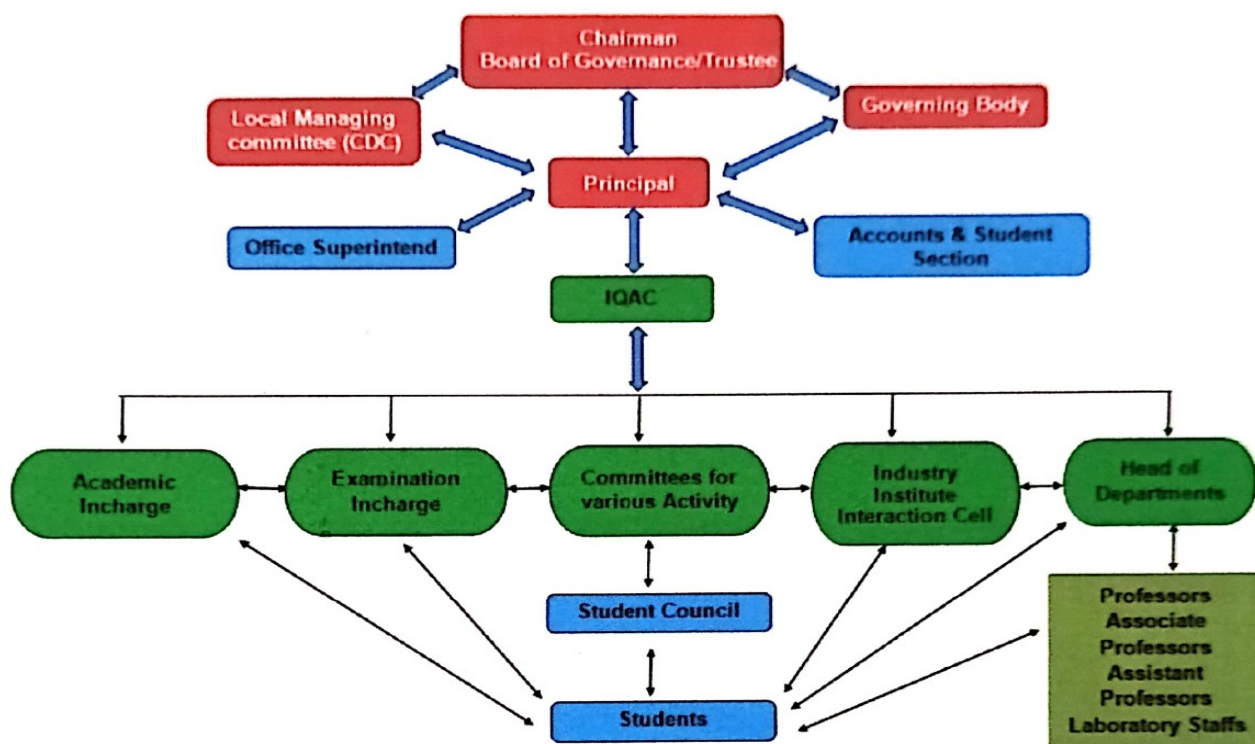 Chairman
Board of Governance/Trustee
Local Managing
committee (CDC)
Governing Body
Principal
Office Superintend
Accounts & Student
Section
IQAC
Academic
Incharge
Examination
Incharge
Committees for
various Activity
Industry
Institute
Interaction Cell
Head of
Departments
Student Council
Students
Professors
Associate
Professors
Assistant
Professors
Laboratory Staffs